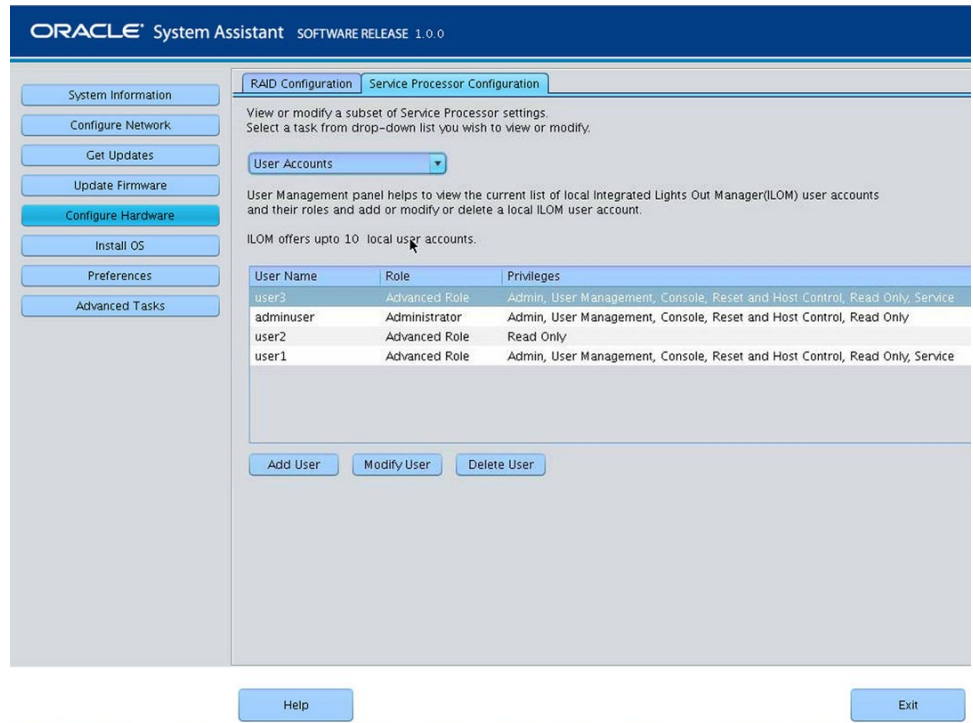 ORACLE® System Assistant SOFTWARE RELEASE 1.0.0
System Information
Configure Network
Get Updates
Update Firmware
Configure Hardware
Install OS
Preferences
Advanced Tasks
RAID Configuration Service Processor Configuration
View or modify a subset of Service Processor settings.
Select a task from drop-down list you wish to view or modify.
User Accounts
User Management panel helps to view the current list of local Integrated Lights Out Manager(ILOM) user accounts
and their roles and add or modify or delete a local ILOM user account.
ILOM offers upto 10 local user accounts.
User Name Role Privileges
user3 Advanced Role Admin, User Management, Console, Reset and Host Control, Read Only, Service
adminuser Administrator Admin, User Management, Console, Reset and Host Control, Read Only
user2 Advanced Role Read Only
user1 Advanced Role Admin, User Management, Console, Reset and Host Control, Read Only, Service
Add User Modify User Delete User
Help Exit